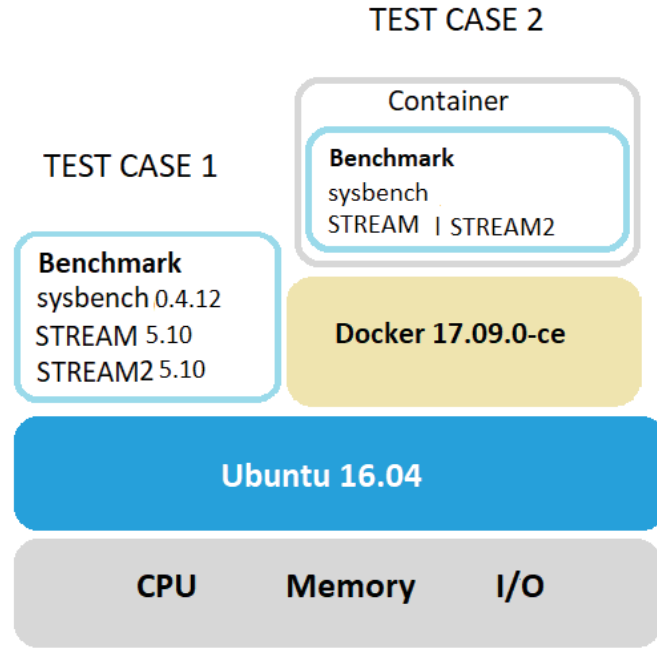 TEST CASE 2
Container
Benchmark
sysbench
STREAM | STREAM2
TEST CASE 1
Benchmark
sysbench 0.4.12
STREAM 5.10
STREAM2 5.10
Docker 17.09.0-ce
Ubuntu 16.04
CPU Memory I/O